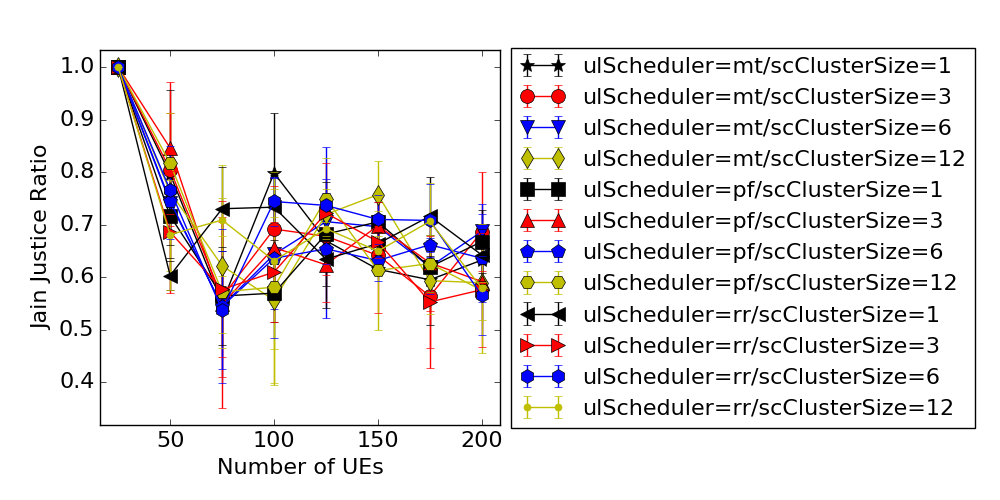 1.0
0.9
0.8
0.7
0.6
0.5
0.4
Jain Justice Ratio
50
100
150
200
Number of UEs
ulScheduler=mt/scClusterSize=1
ulScheduler=mt/scClusterSize=3
ulScheduler=mt/scClusterSize=6
ulScheduler=mt/scClusterSize=12
ulScheduler=pf/scClusterSize=1
ulScheduler=pf/scClusterSize=3
ulScheduler=pf/scClusterSize=6
ulScheduler=pf/scClusterSize=12
ulScheduler=rr/scClusterSize=1
ulScheduler=rr/scClusterSize=3
ulScheduler=rr/scClusterSize=6
ulScheduler=rr/scClusterSize=12